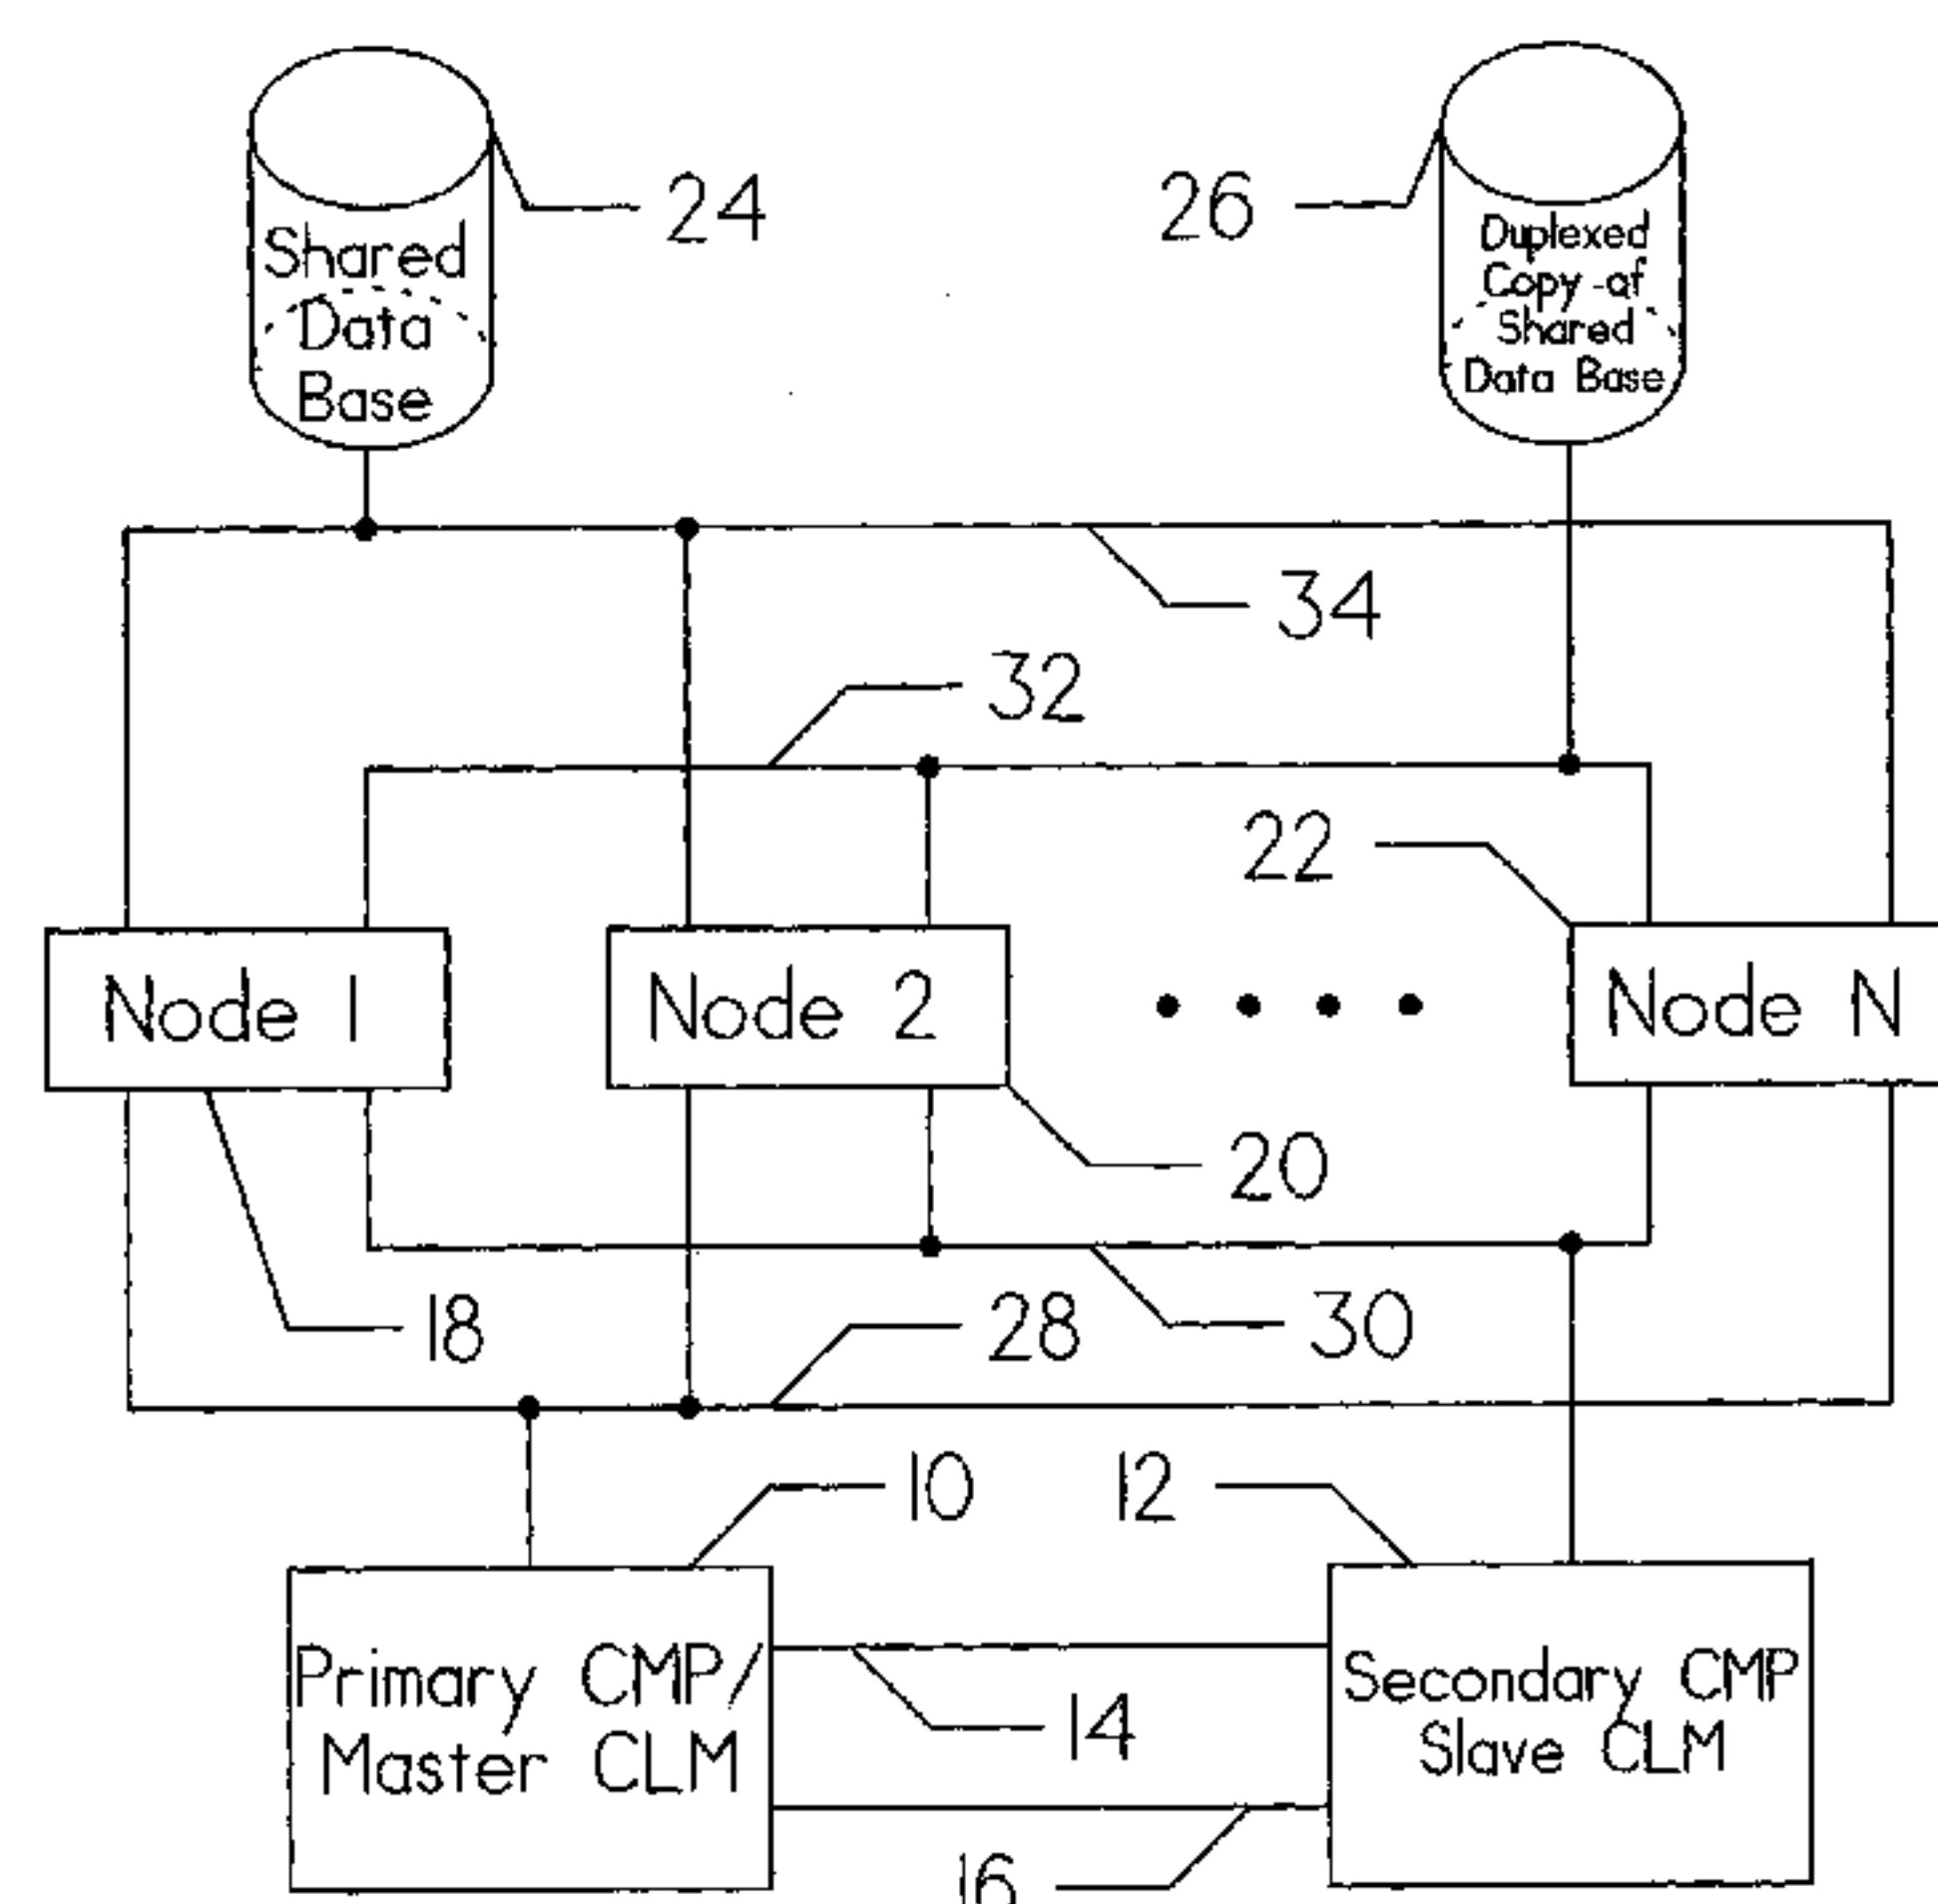 24
26
Shared
Data
Base
Duplexed
Copy of
Shared
Data Base
34
32
22
Node 1
Node 2
Node N
20
18
28
30
10
12
Primary CMP/
Master CLM
Secondary CMP
Slave CLM
14
16